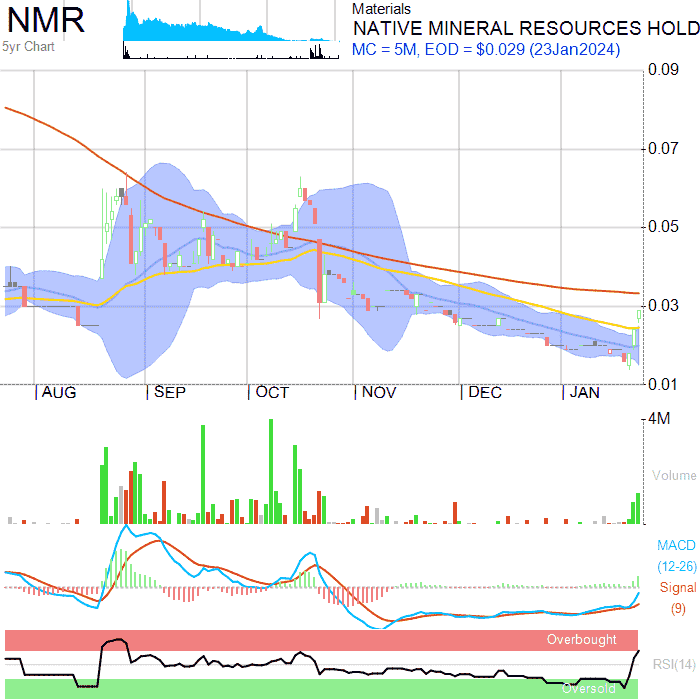 NMR
5yr Chart
Materials
NATIVE MINERAL RESOURCES HOLD
MC = 5M, EOD = $0.029 (23Jan2024)
0.09
0.07
0.05
0.03
0.01
AUG SEP OCT NOV DEC JAN
4M
Volume
MACD
(12-26)
Signal
(9)
Overbought
RSI(14)
Oversold